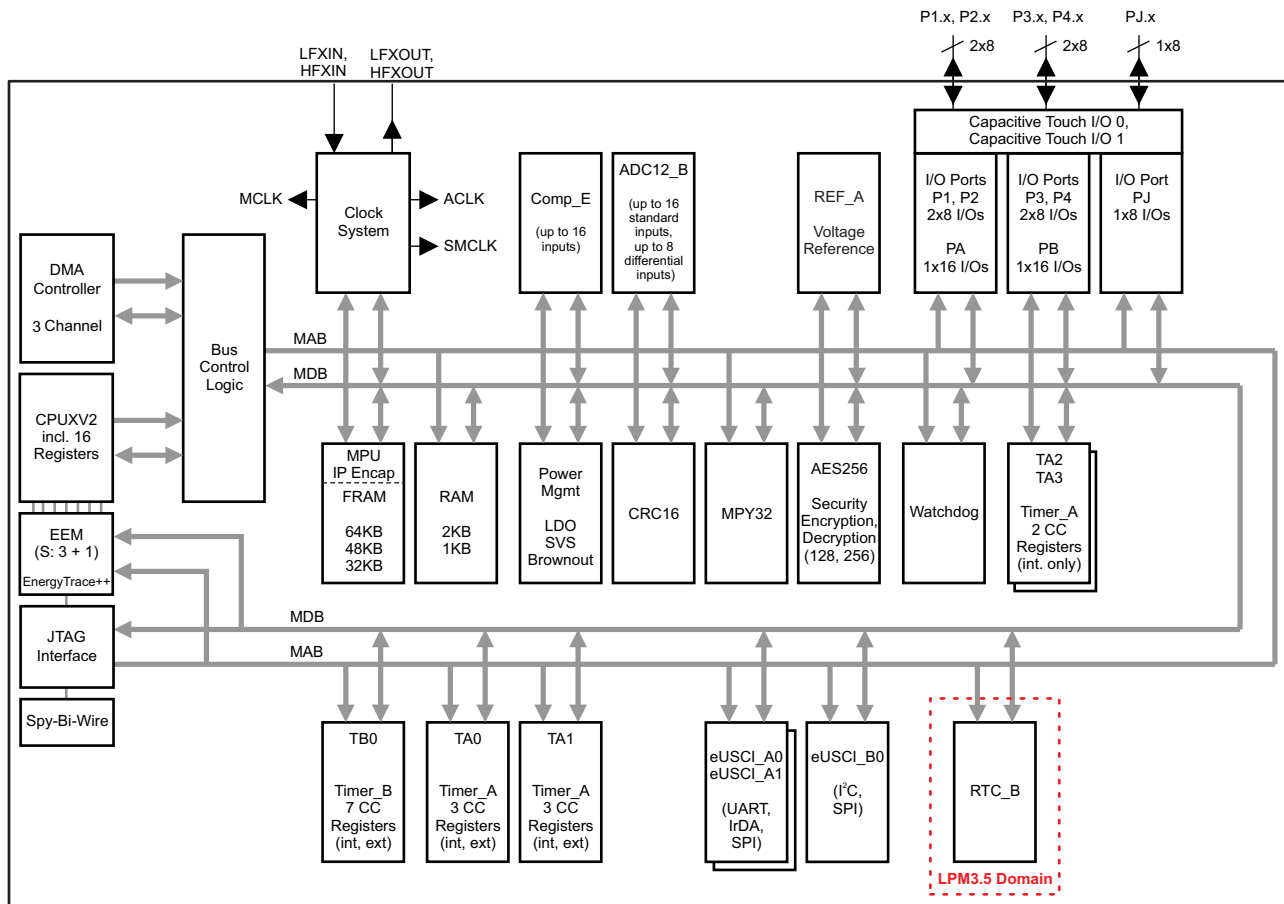 P1.x, P2.x
P3.x, P4.x
PJ.x
2x8
2x8
1x8
LFXIN,
HFXIN
LFXOUT,
HFXOUT
Capacitive Touch I/O 0,
Capacitive Touch I/O 1
MCLK
Clock
System
ACLK
SMCLK
Comp_E
(up to 16
inputs)
ADC12_B
(up to 16
standard
inputs,
up to 8
differential
inputs)
REF_A
Voltage
Reference
I/O Ports
P1, P2
2x8 I/Os
PA
1x16 I/Os
I/O Ports
P3, P4
2x8 I/Os
PB
1x16 I/Os
I/O Port
PJ
1x8 I/Os
DMA
Controller
3 Channel
Bus
Control
Logic
MAB
MDB
CPUXV2
incl. 16
Registers
MPU
IP Encap
FRAM
64KB
48KB
32KB
RAM
2KB
1KB
Power
Mgmt
LDO
SVS
Brownout
CRC16
MPY32
AES256
Security
Encryption,
Decryption
(128, 256)
Watchdog
TA2
TA3
Timer_A
2 CC
Registers
(int. only)
EEM
(S: 3 + 1)
EnergyTrace++
JTAG
Interface
Spy-Bi-Wire
MDB
MAB
TB0
Timer_B
7 CC
Registers
(int, ext)
TA0
Timer_A
3 CC
Registers
(int, ext)
TA1
Timer_A
3 CC
Registers
(int, ext)
eUSCI_A0
eUSCI_A1
(UART,
IrDA,
SPI)
eUSCI_B0
(I²C,
SPI)
RTC_B
LPM3.5 Domain